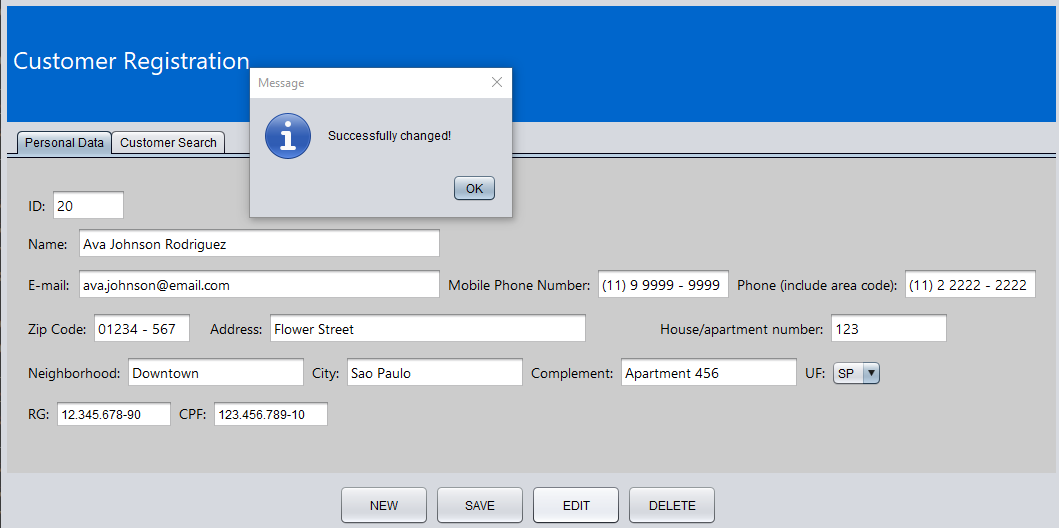 Customer Registration
Message
Successfully changed!
OK
Personal Data Customer Search
ID: 20
Name: Ava Johnson Rodriguez
E-mail: ava.johnson@email.com Mobile Phone Number: (11) 9 9999 - 9999 Phone (include area code): (11) 2 2222 - 2222
Zip Code: 01234 - 567 Address: Flower Street House/apartment number: 123
Neighborhood: Downtown City: Sao Paulo Complement: Apartment 456 UF: SP
RG: 12.345.678-90 CPF: 123.456.789-10
NEW SAVE EDIT DELETE